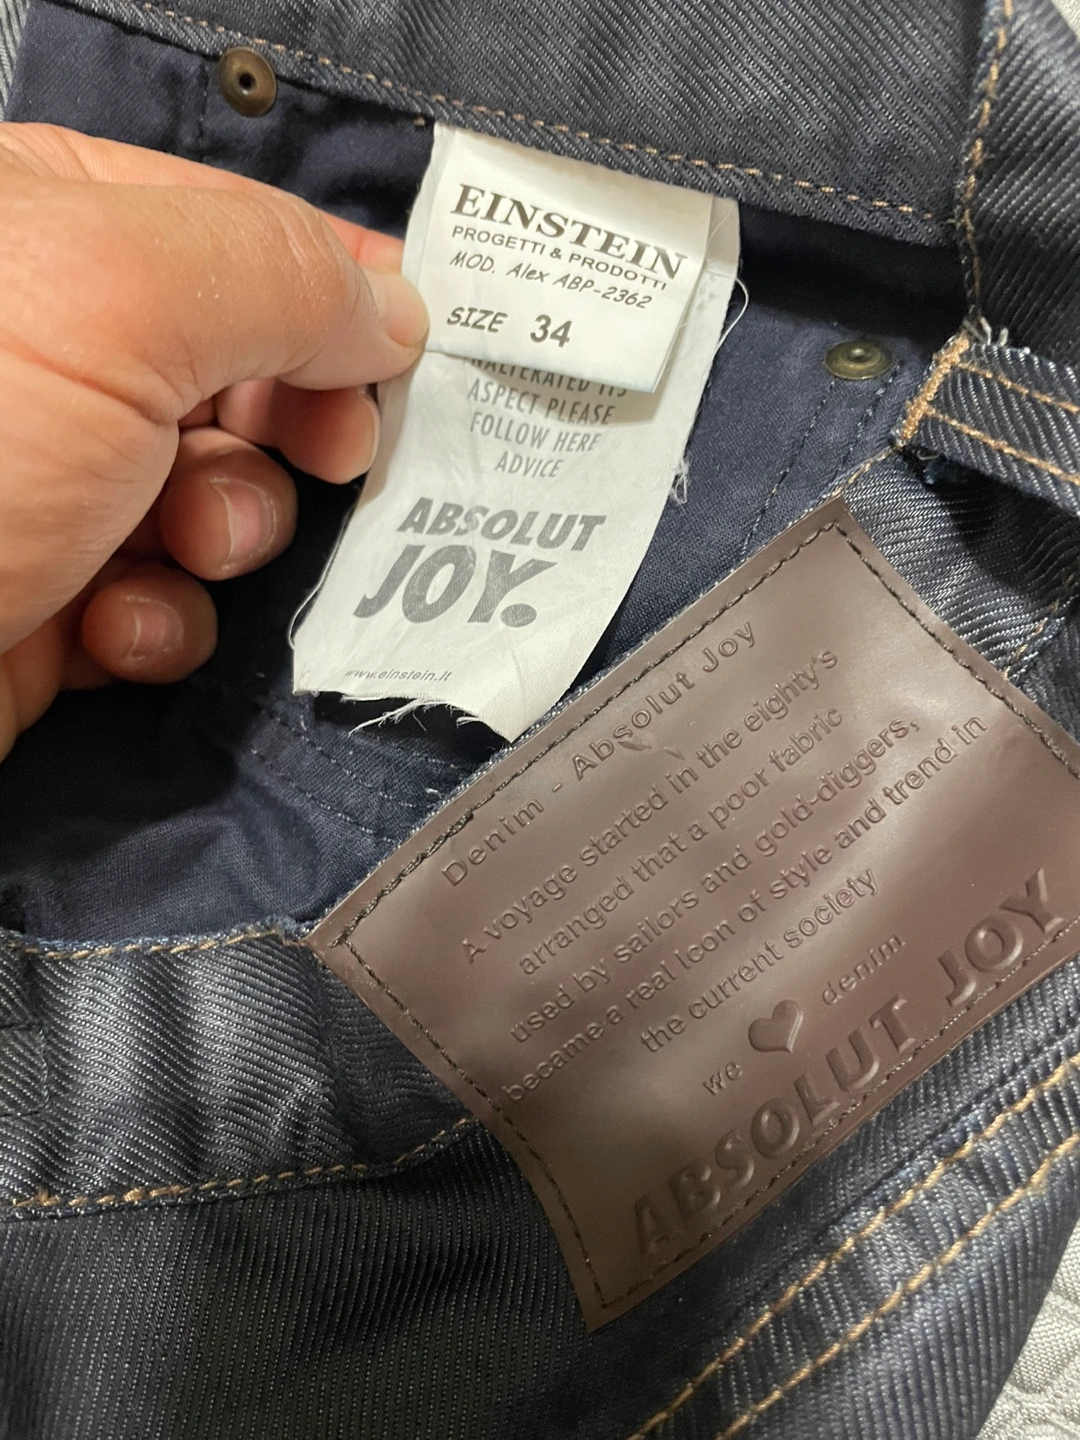 EINSTEIN
PROGETTI & PRODOTTI
MOD. Alex ABP-2362
SIZE 34
UNALTERATED ITS
ASPECT PLEASE
FOLLOW HERE
ADVICE
ABSOLUT
JOY.
www.einstein.it
Denim - Absolut Joy
A voyage started in the eighty's
arranged that a poor fabric
used by sailors and gold-diggers,
became a real Icon of style and trend in
the current society
we denim
ABSOLUT JOY